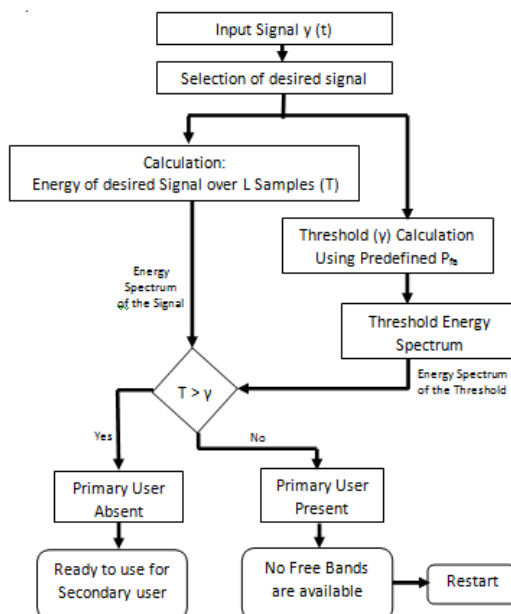 Input Signal y (t)
Selection of desired signal
Calculation:
Energy of desired Signal over L Samples (T)
Threshold (γ) Calculation
Using Predefined Pfa
Energy
Spectrum
of the Signal
Threshold Energy
Spectrum
Energy Spectrum
of the Threshold
T > γ
Yes
No
Primary User
Absent
Primary User
Present
Ready to use for
Secondary user
No Free Bands
are available
Restart